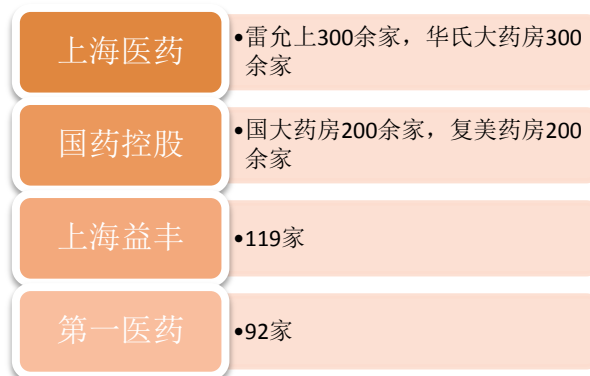 上海医药
•雷允上300余家，华氏大药房300
余家
国药控股
•国大药房200余家，复美药房200
余家
上海益丰
•119家
第一医药
•92家